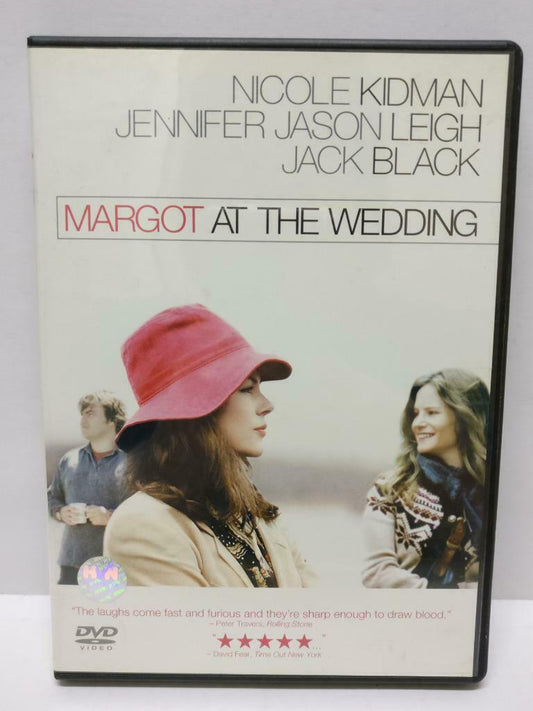 NICOLE KIDMAN
JENNIFER JASON LEIGH
JACK BLACK
MARGOT AT THE WEDDING
"The laughs come fast and furious and they're sharp enough to draw blood."
– Peter Travers, Rolling Stone
"★★★★★..."
– David Fear, Time Out New York
DVD
VIDEO